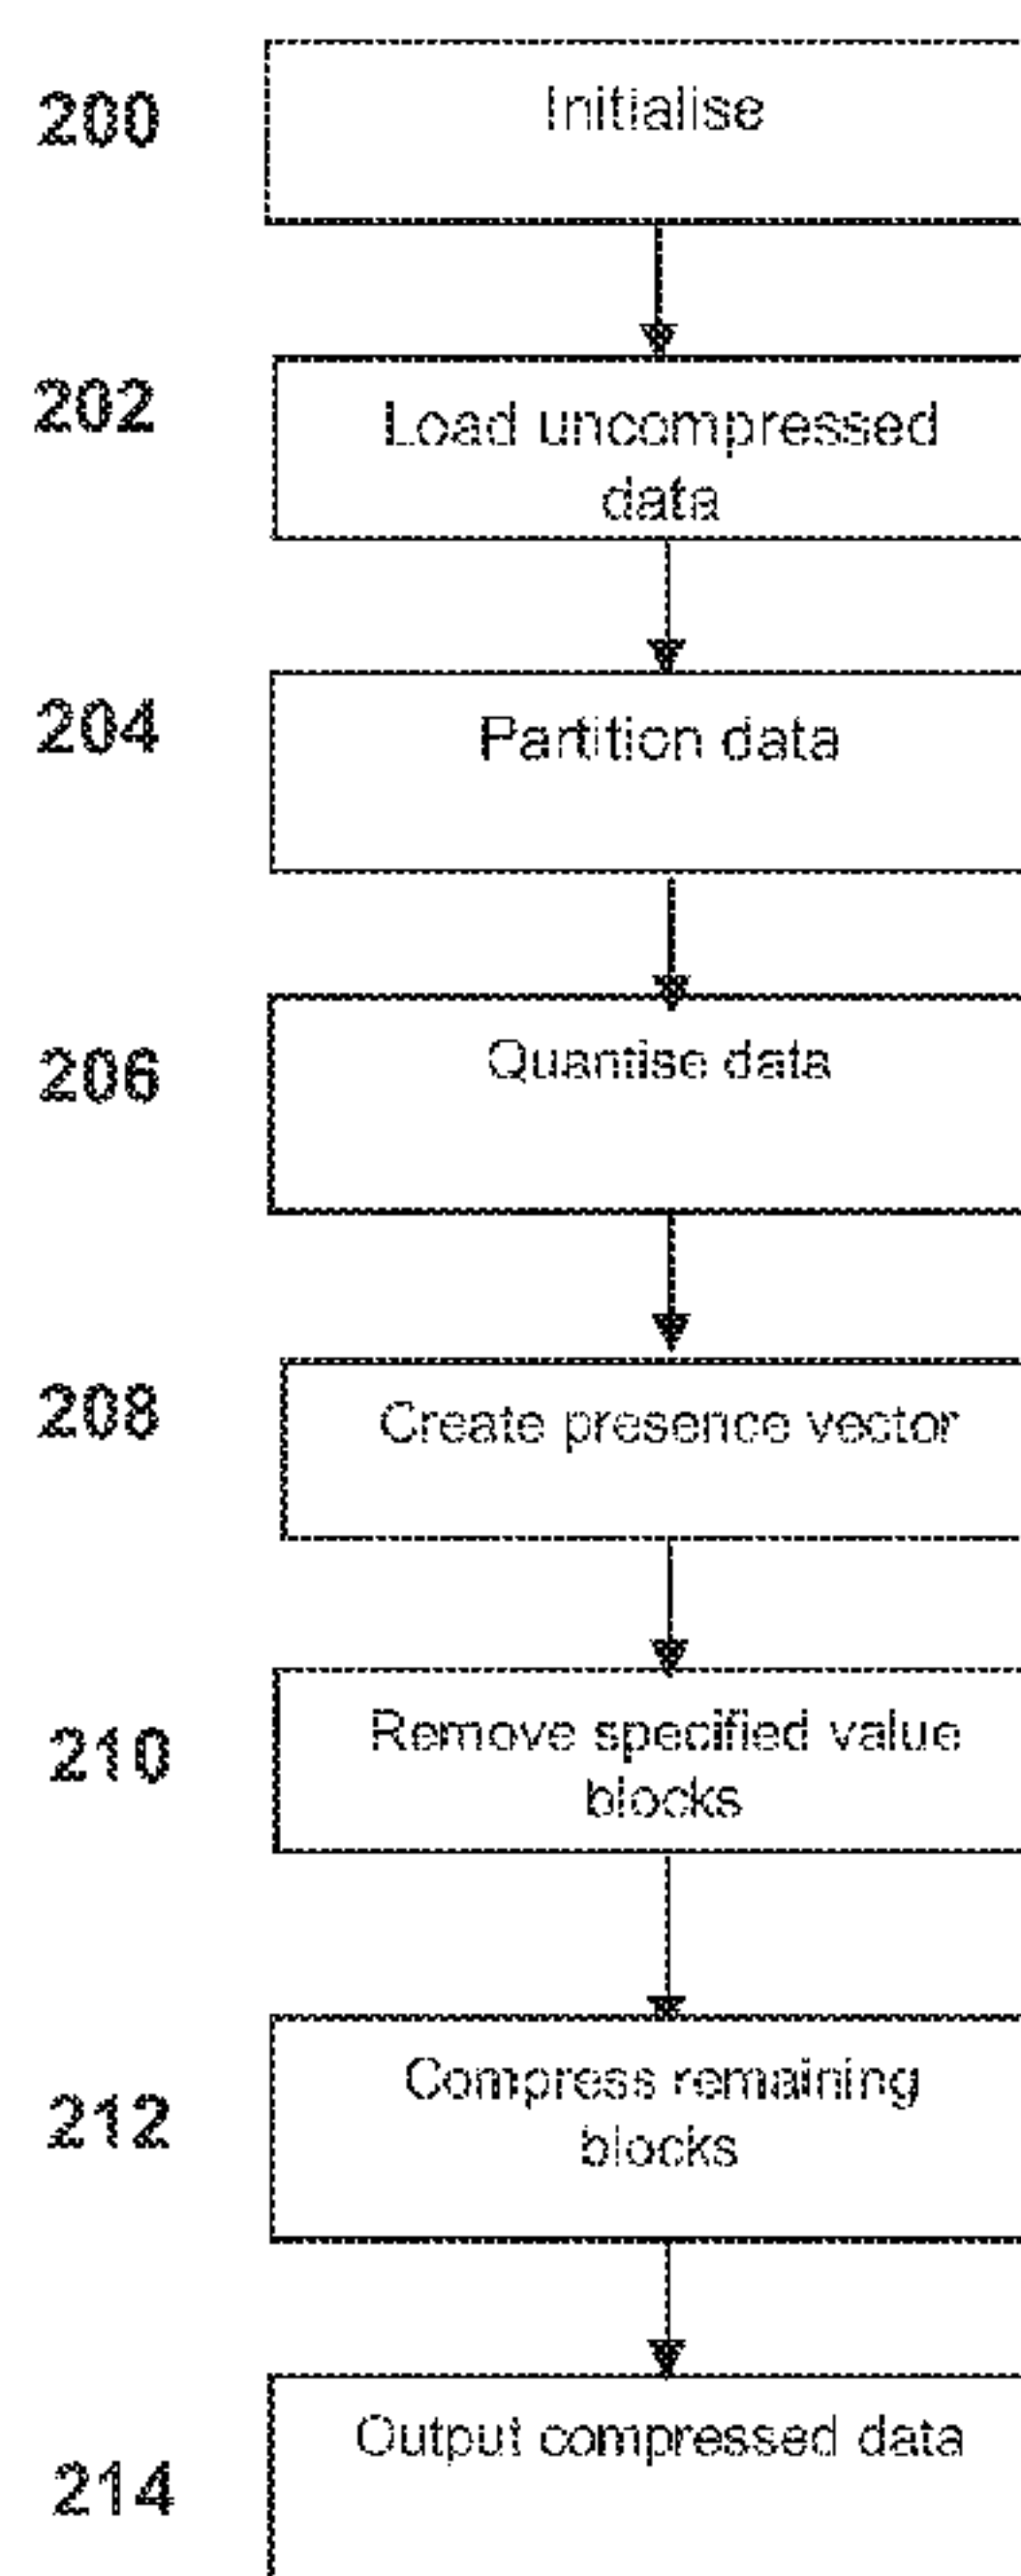 200
Initialise
202
Load uncompressed
data
204
Partition data
206
Quantise data
208
Create presence vector
210
Remove specified value
blocks
212
Compress remaining
blocks
214
Output compressed data